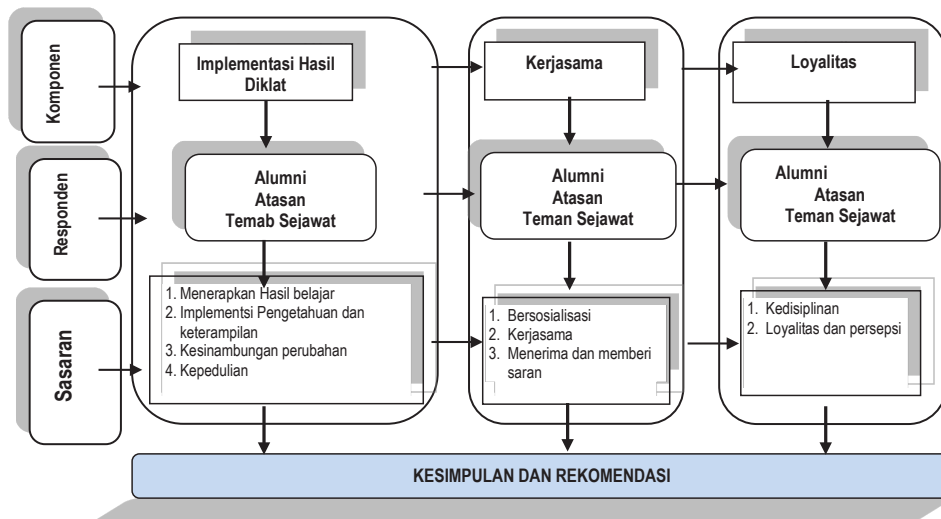 Komponen
Implementasi Hasil
Diklat
Kerjasama
Loyalitas
Responden
Alumni
Atasan
Temab Sejawat
Alumni
Atasan
Teman Sejawat
Alumni
Atasan
Teman Sejawat
Sasaran
1. Menerapkan Hasil belajar
2. Implementsi Pengetahuan dan
keterampilan
3. Kesinambungan perubahan
4. Kepedulian
1. Bersosialisasi
2. Kerjasama
3. Menerima dan memberi
saran
1. Kedisiplinan
2. Loyalitas dan persepsi
KESIMPULAN DAN REKOMENDASI